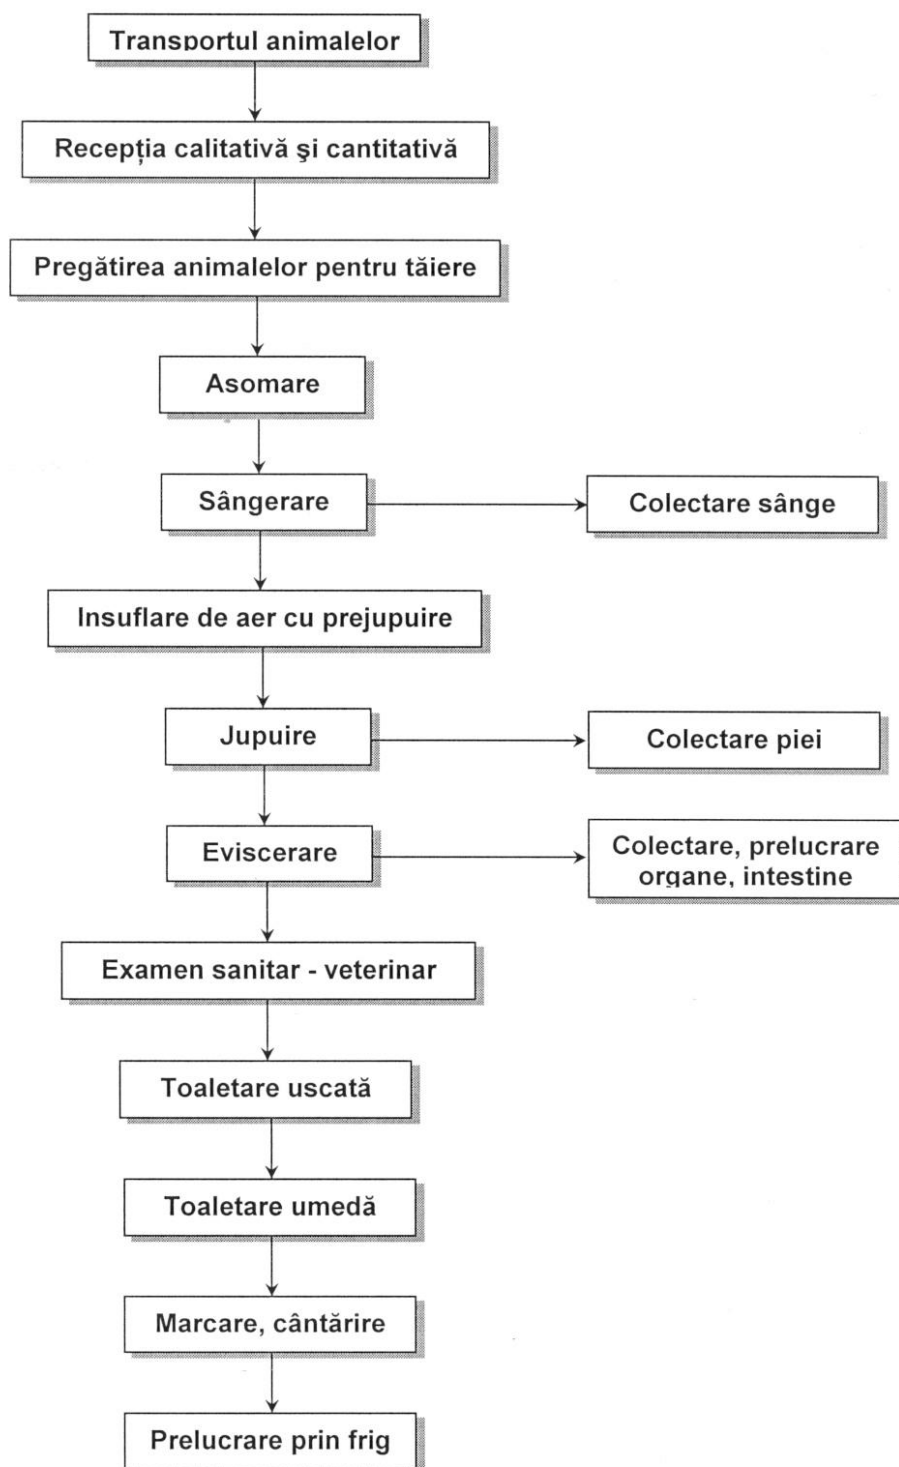 Transportul animalelor
Recepția calitativă şi cantitativă
Pregătirea animalelor pentru tăiere
Asomare
Sângerare
Colectare sânge
Insuflare de aer cu prejupuire
Jupuire
Colectare piei
Eviscerare
Colectare, prelucrare
organe, intestine
Examen sanitar - veterinar
Toaletare uscată
Toaletare umedă
Marcare, cântărire
Prelucrare prin frig